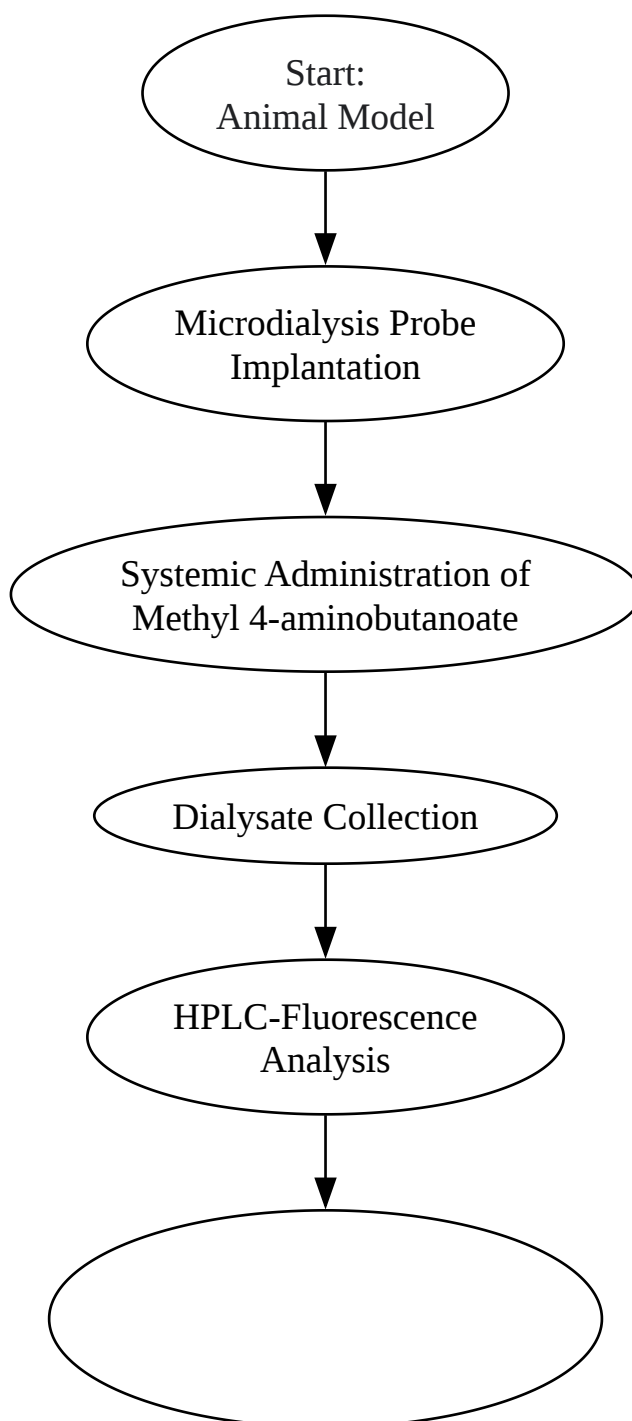 Start:
Animal Model
Microdialysis Probe
Implantation
Systemic Administration of
Methyl 4-aminobutanoate
Dialysate Collection
HPLC-Fluorescence
Analysis